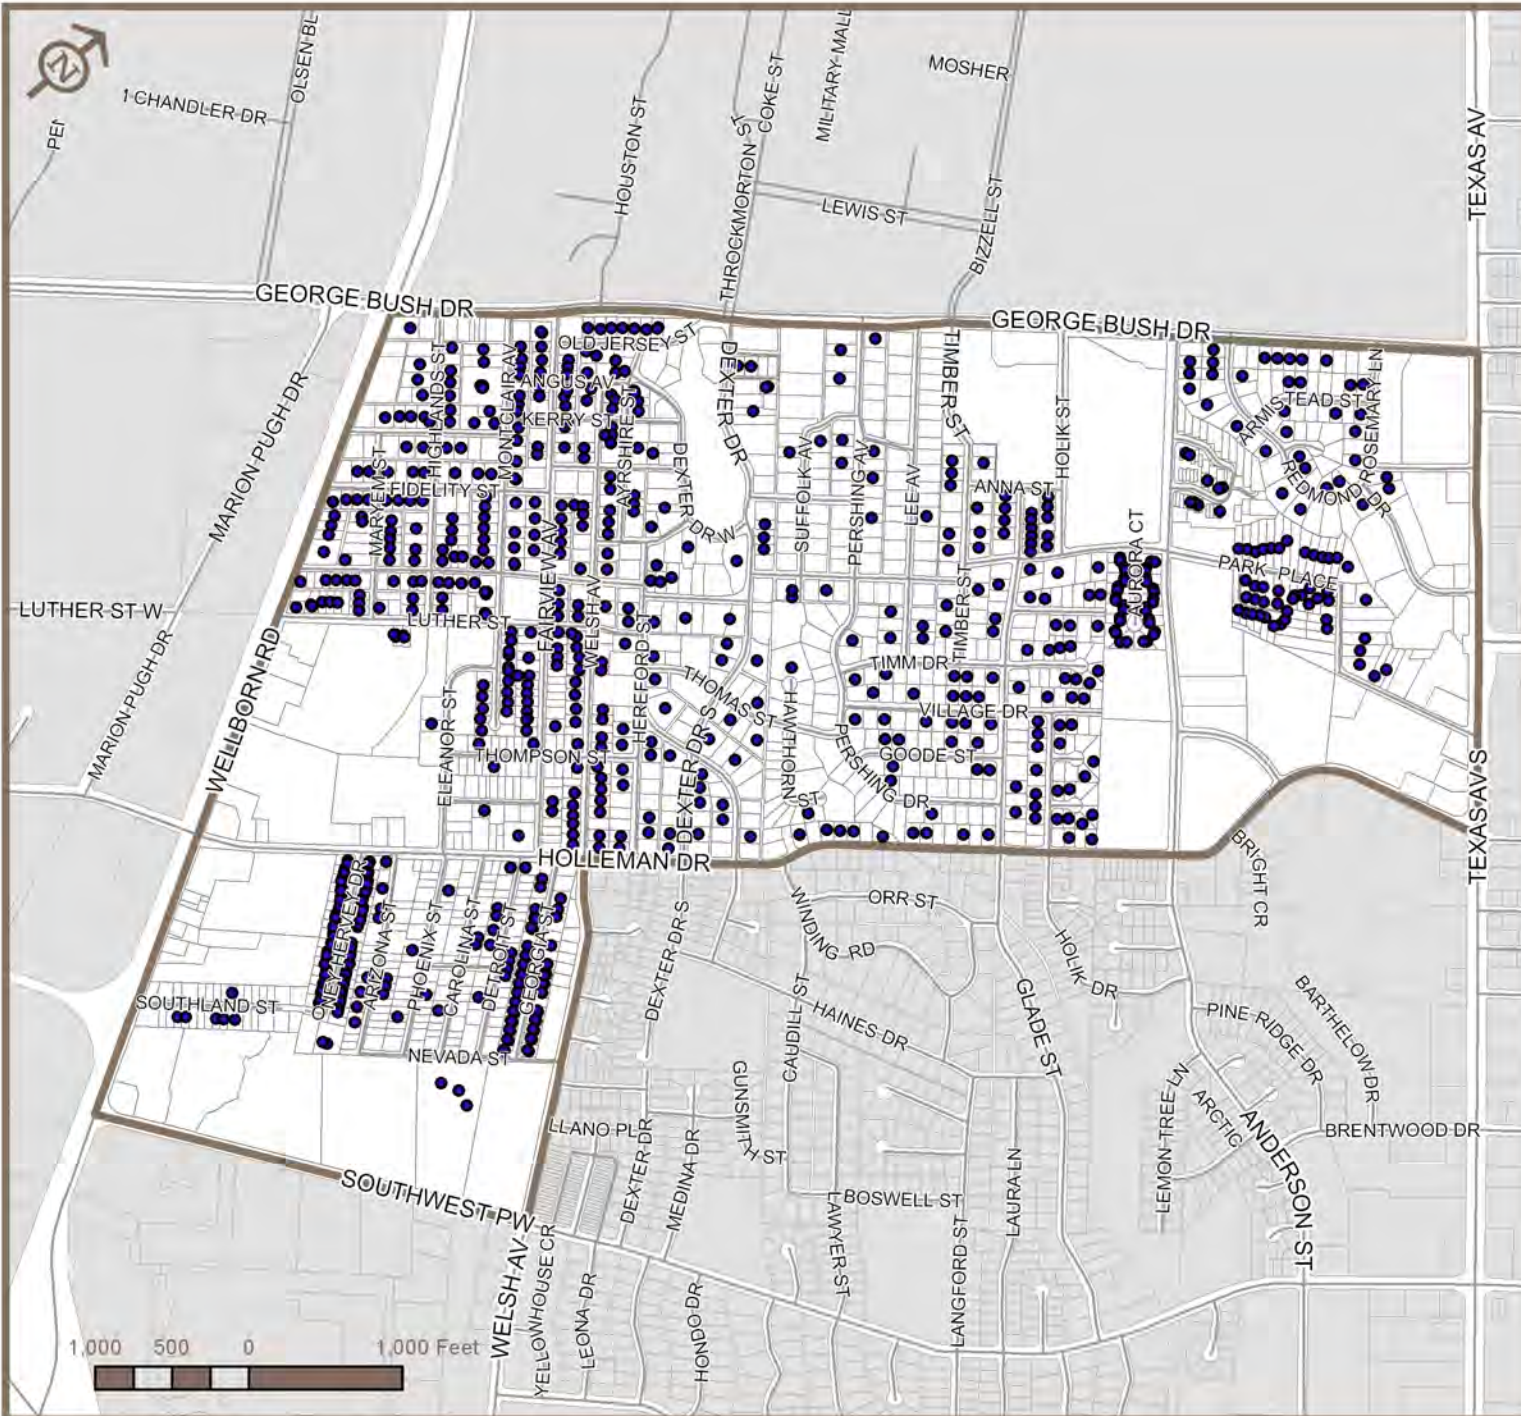 N
OLSEN BL
1 CHANDLER DR
HOUSTON ST
THROCKMORTON ST
COKE ST
MILITARY MALL
MOSHER
LEWIS ST
BIZZELL ST
TEXAS AV
GEORGE BUSH DR
GEORGE BUSH DR
MARION PUGH DR
OLD JERSEY ST
HIGHLANDS ST
MONTCLAIR AV
ANGUS AV
KERRY ST
AYRSHIRE ST
DEXTER DR
DEXTER DR W
TIMBER ST
HOLIK ST
ARMISTEAD ST
ROSEMARY LN
REDMOND DR
MARYEM ST
FIDELITY ST
SUFFOLK AV
PERSHING AV
LEE AV
ANNA ST
AURORA CT
PARK PLACE
FAIRVIEW AV
WELSH AV
LUTHER ST W
LUTHER ST
HEREFORD ST
TIMBER ST
TIMM DR
MARION PUGH DR
WELLBORN RD
ELEANOR ST
THOMAS ST
HAWTHORN ST
VILLAGE DR
THOMPSON ST
DEXTER DR S
PERSHING DR
GOODE ST
TEXAS AV S
HOLLEMAN DR
BRIGHT CR
ONEY HERVEY DR
ARIZONA ST
PHOENIX ST
CAROLINA ST
DETROIT ST
GEORGIA ST
WINDING RD
ORR ST
SOUTHLAND ST
DEXTER DR S
CAUDILL ST
HAINES DR
GLADE ST
HOLIK DR
PINE RIDGE DR
BARTHELOW DR
NEVADA ST
GUNSMITH ST
LEMON TREE LN
ARCTIC
ANDERSON ST
BRENTWOOD DR
LLANO PL
DEXTER DR
MEDINA DR
SOUTHWEST PW
BOSWELL ST
LAWYER ST
LANGFORD ST
LAURA LN
WELSH AV
YELLOWHOUSE CR
LEONA DR
HONDO DR
1,000 500 0 1,000 Feet